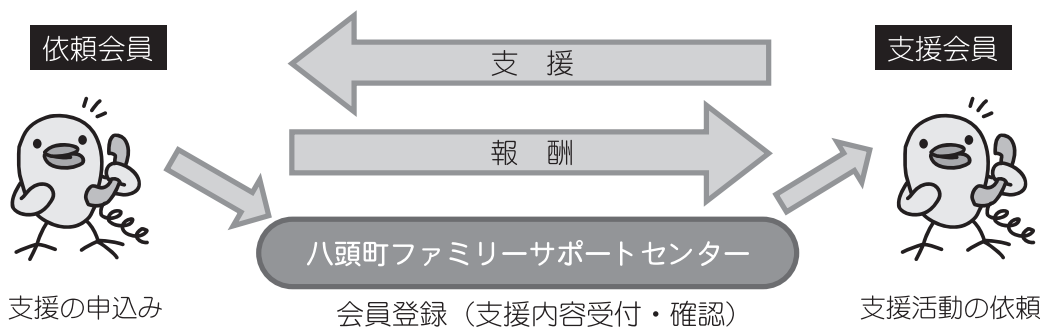 依頼会員
支援会員
支　援
報　酬
八頭町ファミリーサポートセンター
支援の申込み
会員登録（支援内容受付・確認）
支援活動の依頼